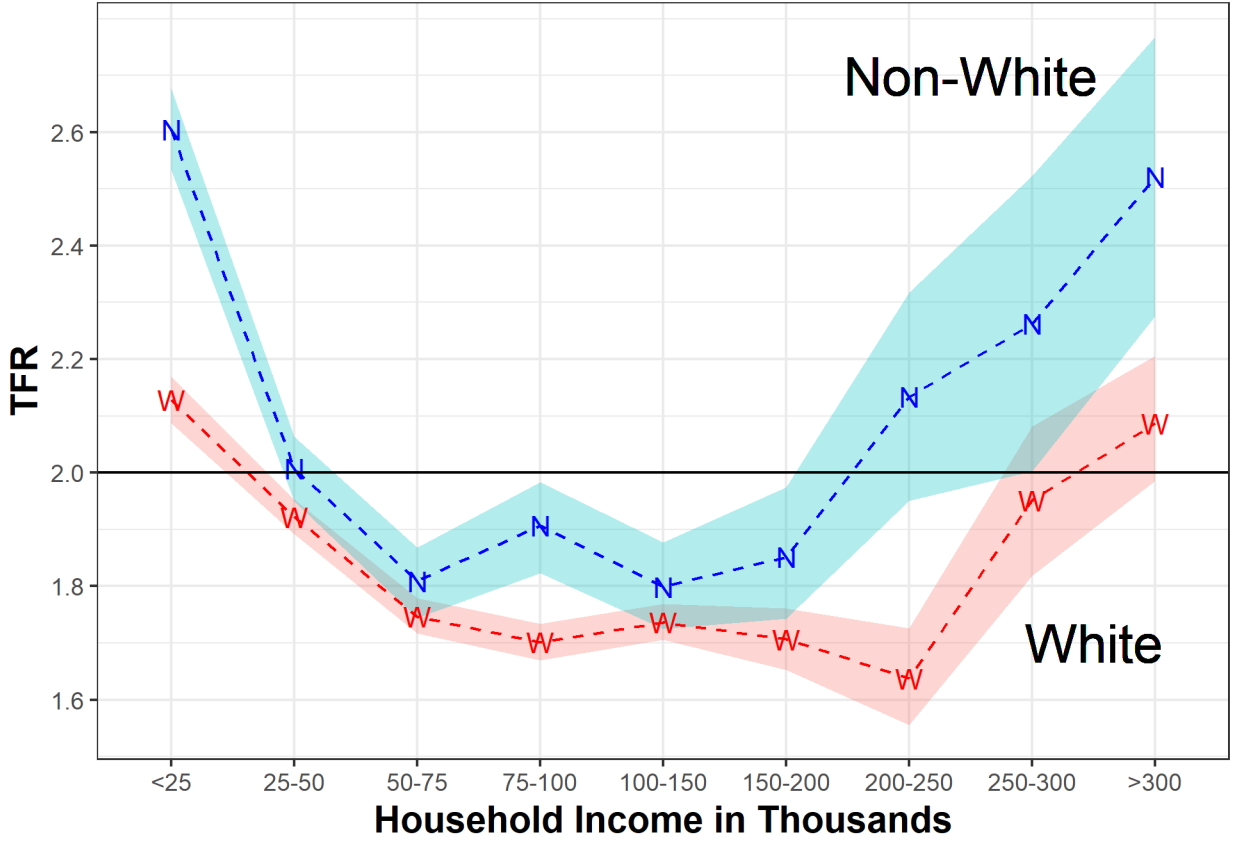 Non-White
N
N
N
N
N
N
N
N
N
W
W
W
W
W
W
W
W
W
White
TFR
2.6
2.4
2.2
2.0
1.8
1.6
<25 25-50 50-75 75-100 100-150 150-200 200-250 250-300 >300
Household Income in Thousands